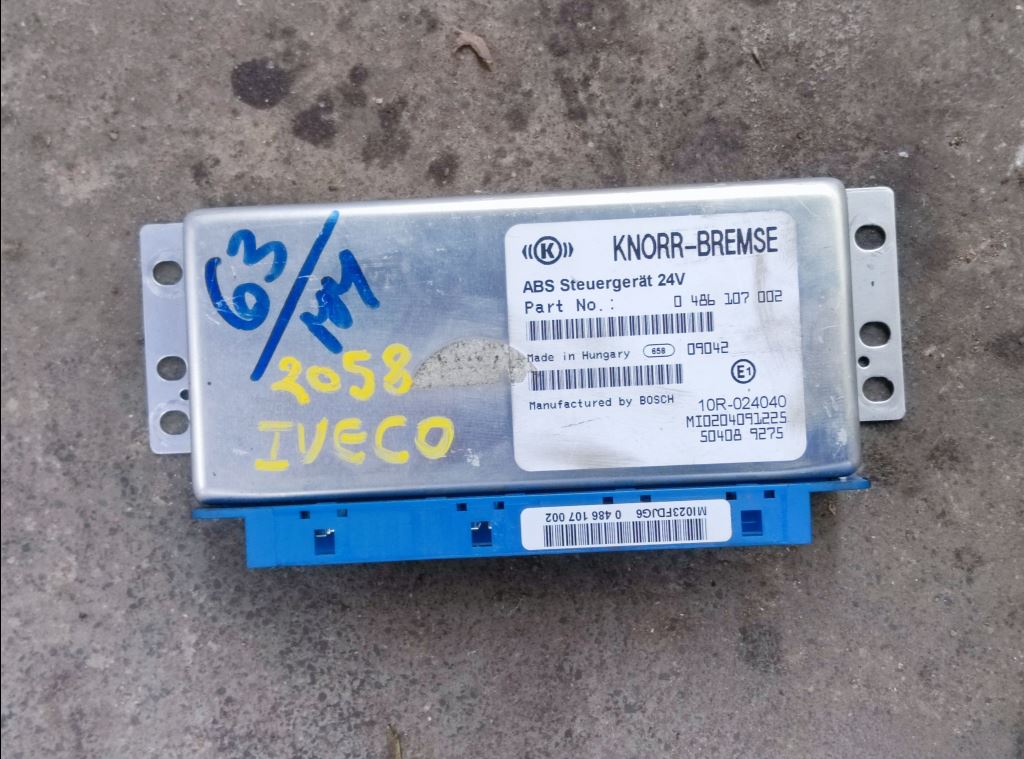 63/
2058
IVECO
K KNORR-BREMSE
ABS Steuergerät 24V
Part No.: 0 486 107 002
Made in Hungary 658 09042
E1
Manufactured by BOSCH 10R-024040
MI0204091225
50408 9275
MI023FDJG6 0 486 107 002